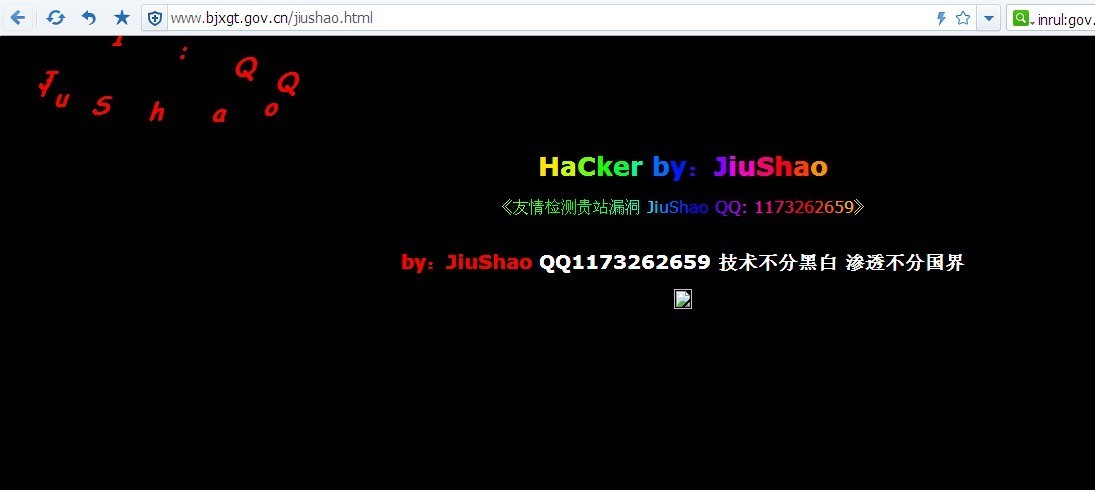 www.bjxgt.gov.cn/jiushao.html
inrul:gov.
: Q Q
J u S h a o
HaCker by：JiuShao
《友情检测贵站漏洞 JiuShao QQ: 1173262659》
by：JiuShao QQ1173262659 技术不分黑白 渗透不分国界